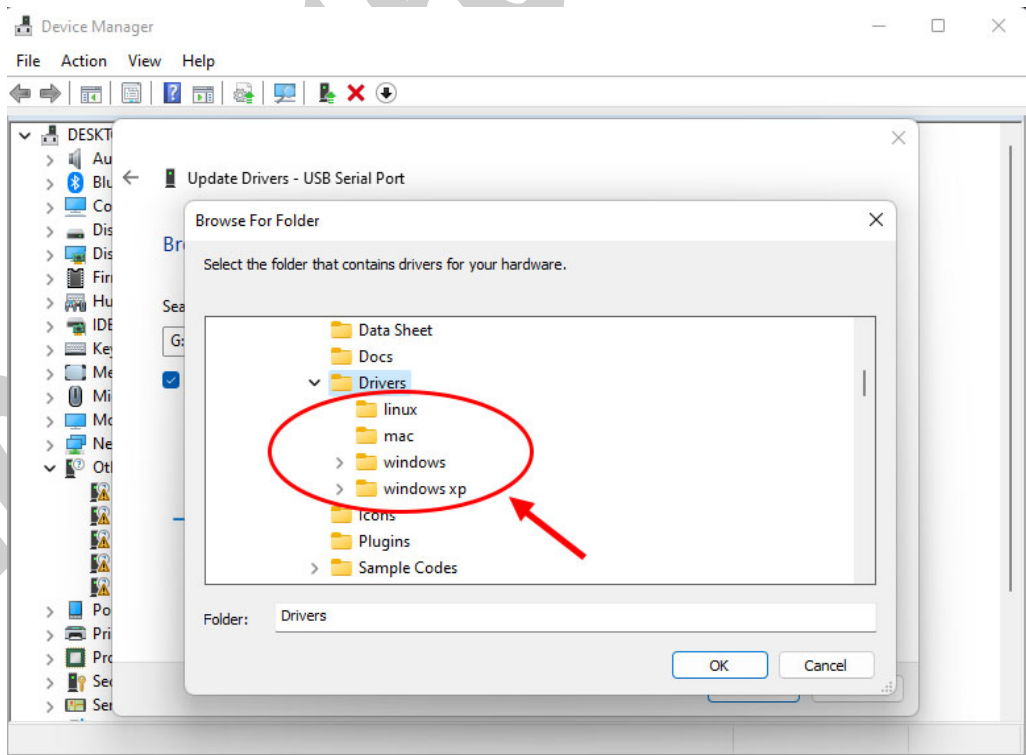 Device Manager
File Action View Help
DESKT
Au
Blu
Co
Dis
Dis
Firi
Hu
IDE
Key
Me
Mi
Mo
Ne
Oth
Po
Pri
Pro
Sec
Ser
Update Drivers - USB Serial Port
Bro
Sea
G:
Browse For Folder
Select the folder that contains drivers for your hardware.
Data Sheet
Docs
Drivers
linux
mac
windows
windows xp
Icons
Plugins
Sample Codes
Folder: Drivers
OK Cancel